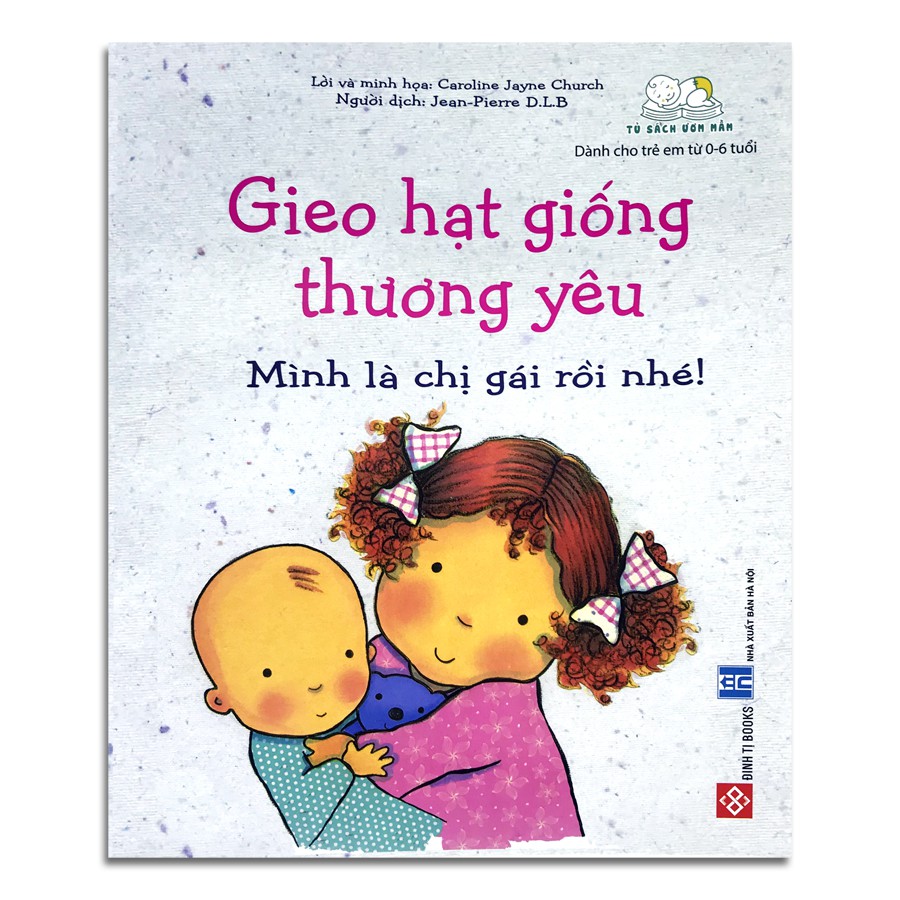 Lời và minh họa: Caroline Jayne Church
Người dịch: Jean-Pierre D.L.B
TỦ SÁCH ƯƠM MẦM
Dành cho trẻ em từ 0-6 tuổi
Gieo hạt giống
thương yêu
Mình là chị gái rồi nhé!
NHÀ XUẤT BẢN HÀ NỘI
ĐINH TỊ BOOKS